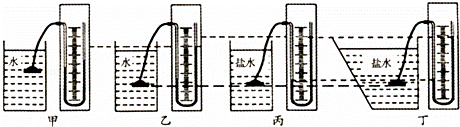 水 水 盐水 盐水
甲 乙 丙 丁